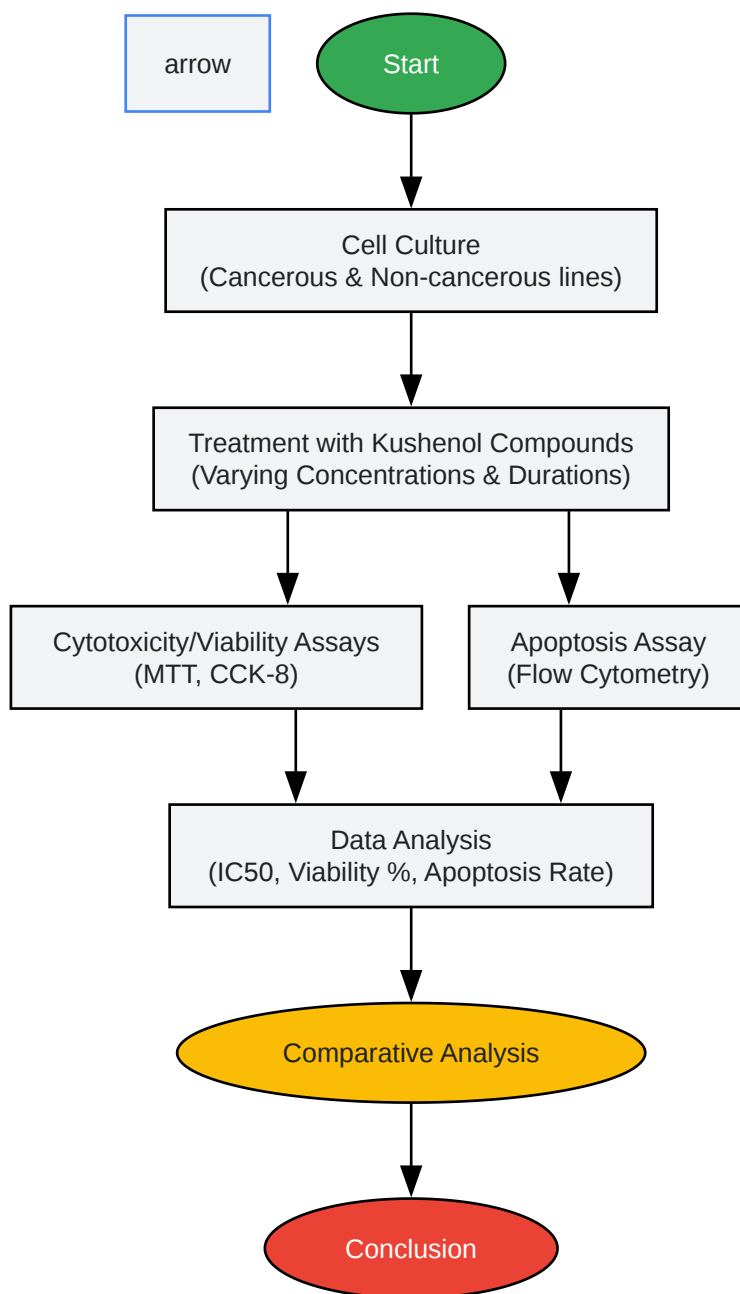 arrow
Start
Cell Culture
(Cancerous & Non-cancerous lines)
Treatment with Kushenol Compounds
(Varying Concentrations & Durations)
Cytotoxicity/Viability Assays
(MTT, CCK-8)
Apoptosis Assay
(Flow Cytometry)
Data Analysis
(IC50, Viability %, Apoptosis Rate)
Comparative Analysis
Conclusion